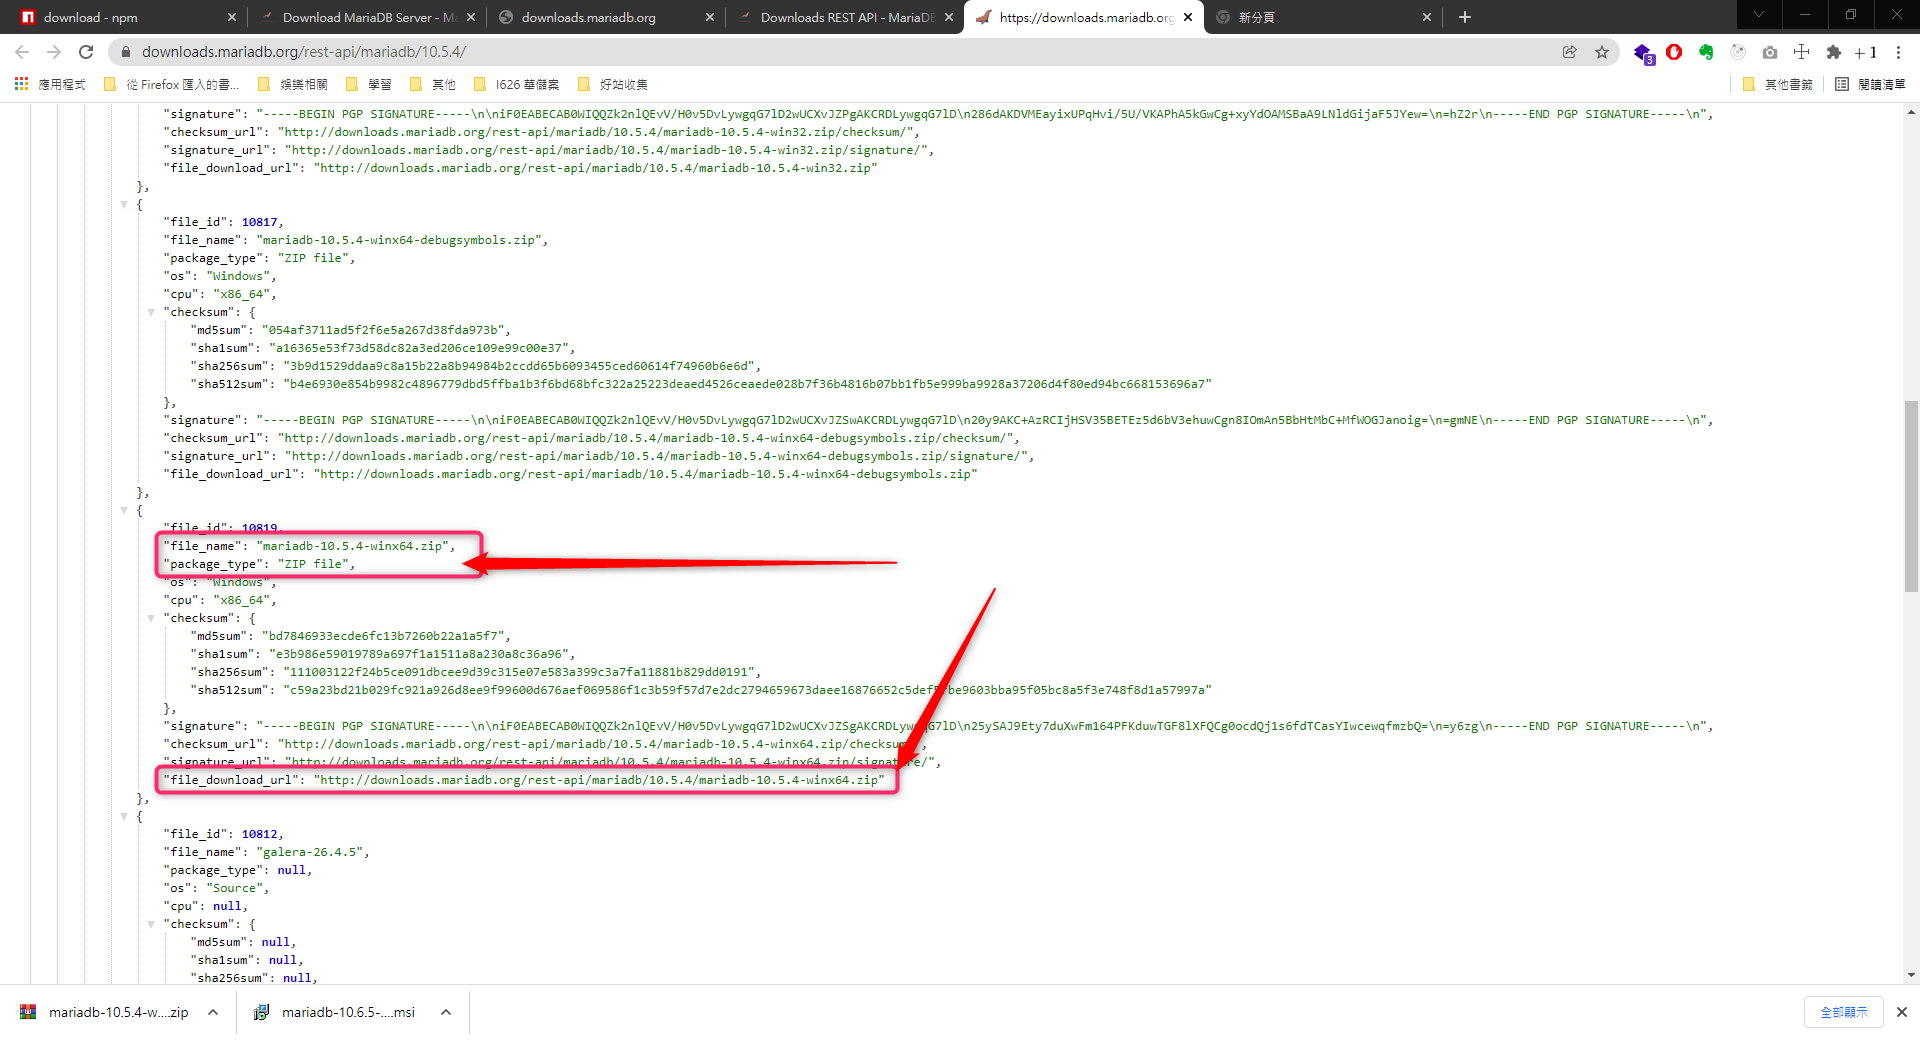 download - npm
Download MariaDB Server - Ma
downloads.mariadb.org
Downloads REST API - MariaDB
https://downloads.mariadb.org
新分頁
downloads.mariadb.org/rest-api/mariadb/10.5.4/
3
+1
應用程式
從 Firefox 匯入的書...
娛樂相關
學習
其他
I626 華儲案
好站收集
其他書籤
閱讀清單
"signature": "-----BEGIN PGP SIGNATURE-----\n\niF0EABECAB0WIQQZk2nlQEvV/H0v5DvLywgqG7lD2wUCXvJZPgAKCRDLywgqG7lD\n286dAKDVMEayixUPqHvi/5U/VKAPhA5kGwCg+xyYdOAMSBaA9LNldGijaF5JYew=\n=hZ2r\n-----END PGP SIGNATURE-----\n",
"checksum_url": "http://downloads.mariadb.org/rest-api/mariadb/10.5.4/mariadb-10.5.4-win32.zip/checksum/",
"signature_url": "http://downloads.mariadb.org/rest-api/mariadb/10.5.4/mariadb-10.5.4-win32.zip/signature/",
"file_download_url": "http://downloads.mariadb.org/rest-api/mariadb/10.5.4/mariadb-10.5.4-win32.zip"
},
{
"file_id": 10817,
"file_name": "mariadb-10.5.4-winx64-debugsymbols.zip",
"package_type": "ZIP file",
"os": "Windows",
"cpu": "x86_64",
"checksum": {
"md5sum": "054af3711ad5f2f6e5a267d38fda973b",
"sha1sum": "a16365e53f73d58dc82a3ed206ce109e99c00e37",
"sha256sum": "3b9d1529ddaa9c8a15b22a8b94984b2ccdd65b6093455ced60614f74960b6e6d",
"sha512sum": "b4e6930e854b9982c4896779dbd5ffba1b3f6bd68bfc322a25223deaed4526ceaede028b7f36b4816b07bb1fb5e999ba9928a37206d4f80ed94bc668153696a7"
},
"signature": "-----BEGIN PGP SIGNATURE-----\n\niF0EABECAB0WIQQZk2nlQEvV/H0v5DvLywgqG7lD2wUCXvJZSwAKCRDLywgqG7lD\n20y9AKC+AzRCIjHSV35BETEz5d6bV3ehuwCgn8IOmAn5BbHtMbC+MfWOGJanoig=\n=gmNE\n-----END PGP SIGNATURE-----\n",
"checksum_url": "http://downloads.mariadb.org/rest-api/mariadb/10.5.4/mariadb-10.5.4-winx64-debugsymbols.zip/checksum/",
"signature_url": "http://downloads.mariadb.org/rest-api/mariadb/10.5.4/mariadb-10.5.4-winx64-debugsymbols.zip/signature/",
"file_download_url": "http://downloads.mariadb.org/rest-api/mariadb/10.5.4/mariadb-10.5.4-winx64-debugsymbols.zip"
},
{
"file_id": 10819,
"file_name": "mariadb-10.5.4-winx64.zip",
"package_type": "ZIP file",
"os": "Windows",
"cpu": "x86_64",
"checksum": {
"md5sum": "bd7846933ecde6fc13b7260b22a1a5f7",
"sha1sum": "e3b986e59019789a697f1a1511a8a230a8c36a96",
"sha256sum": "111003122f24b5ce091dbcee9d39c315e07e583a399c3a7fa11881b829dd0191",
"sha512sum": "c59a23bd21b029fc921a926d8ee9f99600d676aef069586f1c3b59f57d7e2dc2794659673daee16876652c5def5 be9603bba95f05bc8a5f3e748f8d1a57997a"
},
"signature": "-----BEGIN PGP SIGNATURE-----\n\niF0EABECAB0WIQQZk2nlQEvV/H0v5DvLywgqG7lD2wUCXvJZSgAKCRDLywgqG7lD\n25ySAJ9Ety7duXwFm164PFKduwTGF8lXFQCg0ocdQj1s6fdTCasYIwcewqfmzbQ=\n=y6zg\n-----END PGP SIGNATURE-----\n",
"checksum_url": "http://downloads.mariadb.org/rest-api/mariadb/10.5.4/mariadb-10.5.4-winx64.zip/checksum/",
"signature_url": "http://downloads.mariadb.org/rest-api/mariadb/10.5.4/mariadb-10.5.4-winx64.zip/signature/",
"file_download_url": "http://downloads.mariadb.org/rest-api/mariadb/10.5.4/mariadb-10.5.4-winx64.zip"
},
{
"file_id": 10812,
"file_name": "galera-26.4.5",
"package_type": null,
"os": "Source",
"cpu": null,
"checksum": {
"md5sum": null,
"sha1sum": null,
"sha256sum": null,
mariadb-10.5.4-w....zip
mariadb-10.6.5-....msi
全部顯示